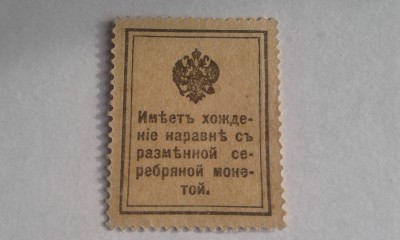 Имѣетъ хожде-
ніе наравнѣ съ
размѣнной се-
ребряной моне-
той.